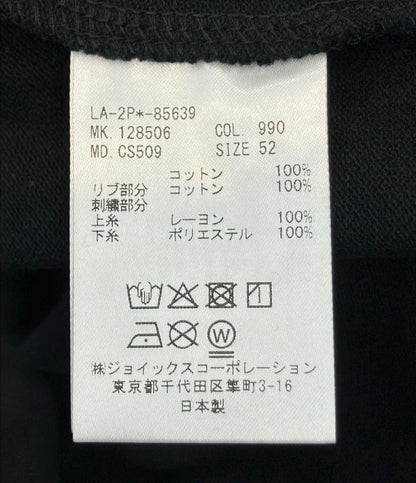 LA-2P*-85639
MK. 128506 COL. 990
MD. CS509 SIZE 52
コットン 100%
リブ部分 コットン 100%
刺繍部分
上糸 レーヨン 100%
下糸 ポリエステル 100%
W
㈱ジョイックスコーポレーション
東京都千代田区隼町3-16
日本製